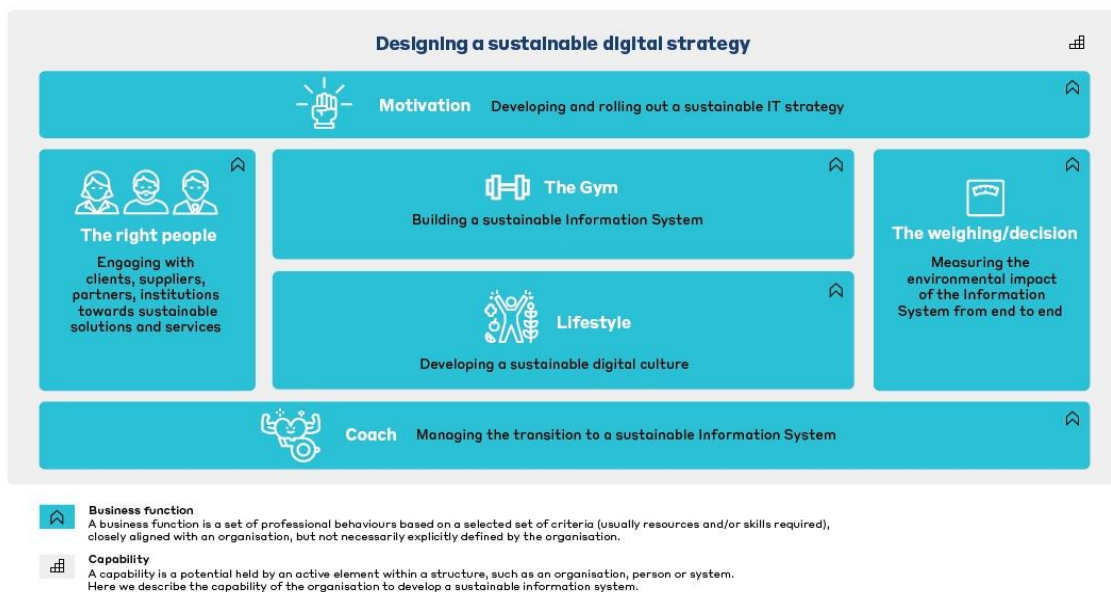 Designing a sustainable digital strategy
Motivation Developing and rolling out a sustainable IT strategy
The right people
Engaging with
clients, suppliers,
partners, institutions
towards sustainable
solutions and services
The Gym
Building a sustainable Information System
Lifestyle
Developing a sustainable digital culture
The weighing/decision
Measuring the
environmental impact
of the Information
System from end to end
Coach Managing the transition to a sustainable Information System
Business function
A business function is a set of professional behaviours based on a selected set of criteria (usually resources and/or skills required),
closely aligned with an organisation, but not necessarily explicitly defined by the organisation.
Capability
A capability is a potential held by an active element within a structure, such as an organisation, person or system.
Here we describe the capability of the organisation to develop a sustainable information system.